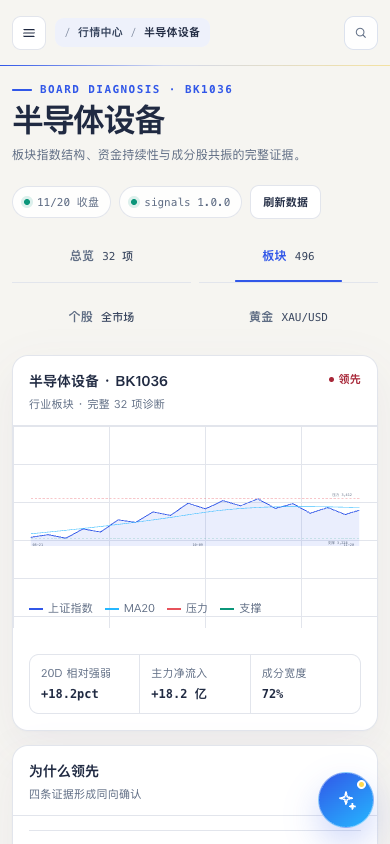 / 行情中心 / 半导体设备
BOARD DIAGNOSIS · BK1036
半导体设备
板块指数结构、资金持续性与成分股共振的完整证据。
11/20 收盘
signals 1.0.0
刷新数据
总览 32 项
板块 496
个股 全市场
黄金 XAU/USD
半导体设备 · BK1036
领先
行业板块 · 完整 32 项诊断
上证指数
MA20
压力
支撑
20D 相对强弱
主力净流入
成分宽度
+18.2pct
+18.2 亿
72%
为什么领先
四条证据形成同向确认